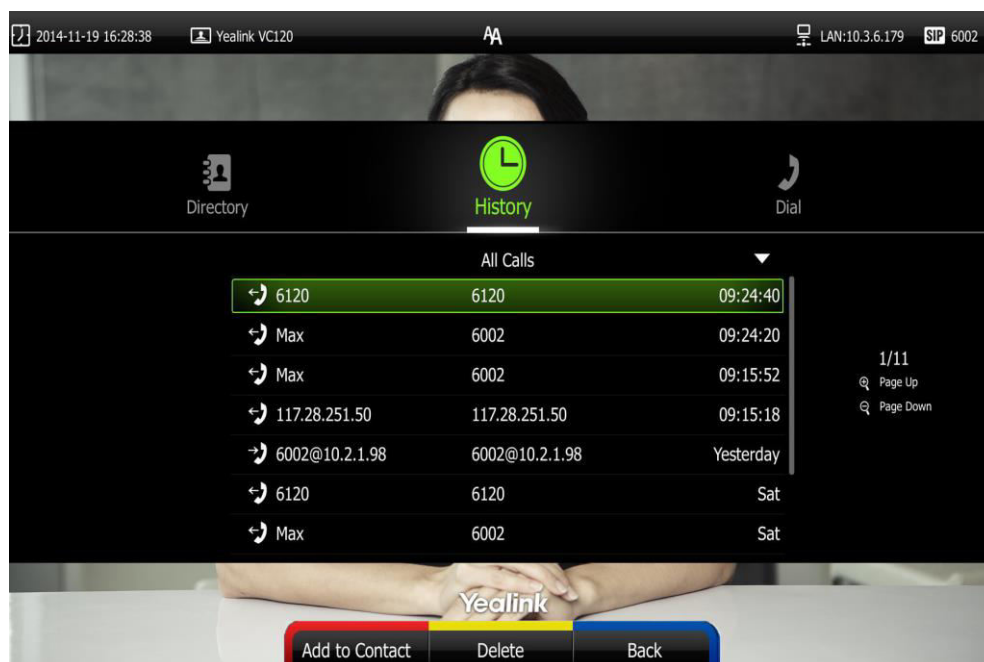 2014-11-19 16:28:38 Yealink VC120 AA LAN:10.3.6.179 SIP 6002
Directory History Dial
All Calls
6120 6120 09:24:40
Max 6002 09:24:20
Max 6002 09:15:52
117.28.251.50 117.28.251.50 09:15:18
6002@10.2.1.98 6002@10.2.1.98 Yesterday
6120 6120 Sat
Max 6002 Sat
1/11
Page Up
Page Down
Yealink
Add to Contact Delete Back